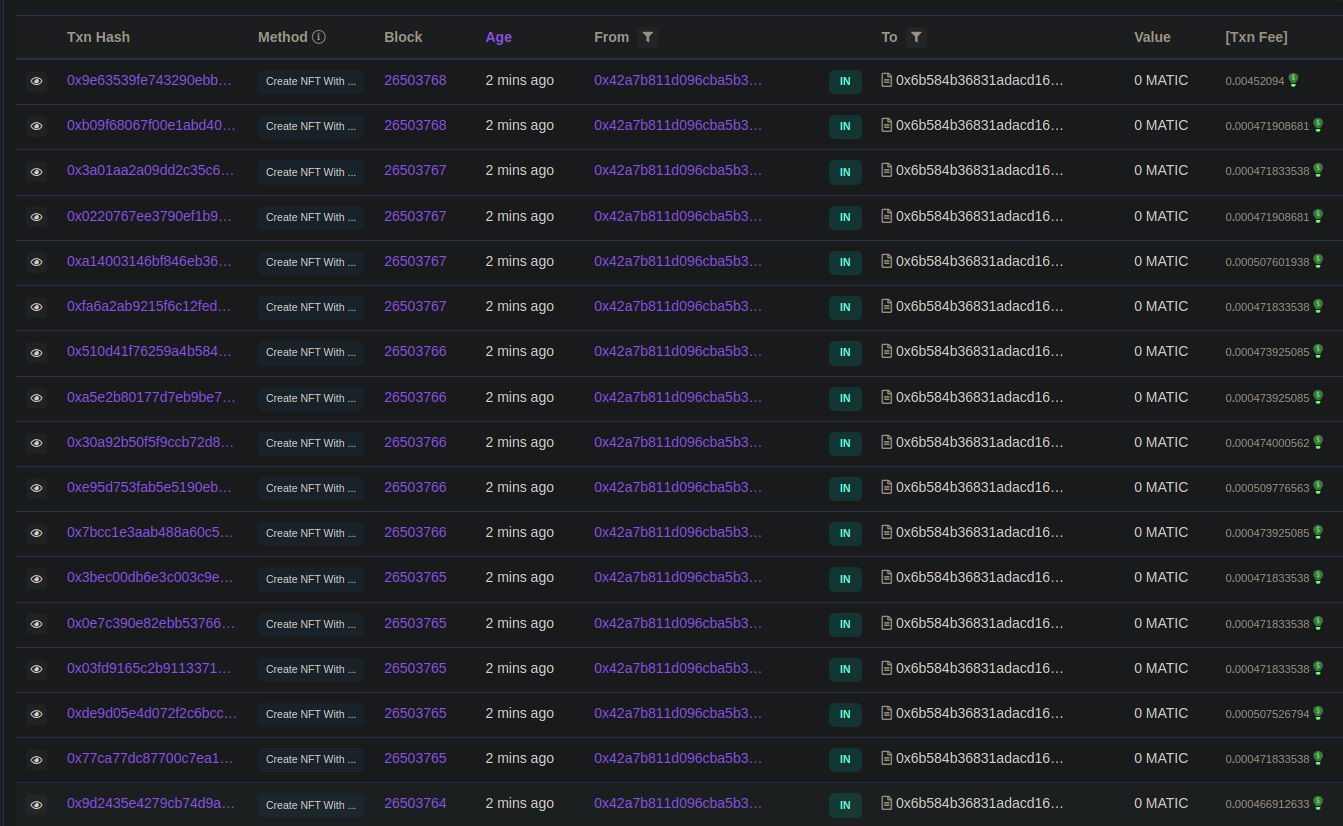 Txn Hash Method Block Age From To Value [Txn Fee]
0x9e63539fe743290ebb... Create NFT With ... 26503768 2 mins ago 0x42a7b811d096cba5b3... IN 0x6b584b36831adacd16... 0 MATIC 0.00452094
0xb09f68067f00e1abd40... Create NFT With ... 26503768 2 mins ago 0x42a7b811d096cba5b3... IN 0x6b584b36831adacd16... 0 MATIC 0.000471908681
0x3a01aa2a09dd2c35c6... Create NFT With ... 26503767 2 mins ago 0x42a7b811d096cba5b3... IN 0x6b584b36831adacd16... 0 MATIC 0.000471833538
0x0220767ee3790ef1b9... Create NFT With ... 26503767 2 mins ago 0x42a7b811d096cba5b3... IN 0x6b584b36831adacd16... 0 MATIC 0.000471908681
0xa14003146bf846eb36... Create NFT With ... 26503767 2 mins ago 0x42a7b811d096cba5b3... IN 0x6b584b36831adacd16... 0 MATIC 0.000507601938
0xfa6a2ab9215f6c12fed... Create NFT With ... 26503767 2 mins ago 0x42a7b811d096cba5b3... IN 0x6b584b36831adacd16... 0 MATIC 0.000471833538
0x510d41f76259a4b584... Create NFT With ... 26503766 2 mins ago 0x42a7b811d096cba5b3... IN 0x6b584b36831adacd16... 0 MATIC 0.000473925085
0xa5e2b80177d7eb9be7... Create NFT With ... 26503766 2 mins ago 0x42a7b811d096cba5b3... IN 0x6b584b36831adacd16... 0 MATIC 0.000473925085
0x30a92b50f5f9ccb72d8... Create NFT With ... 26503766 2 mins ago 0x42a7b811d096cba5b3... IN 0x6b584b36831adacd16... 0 MATIC 0.000474000562
0xe95d753fab5e5190eb... Create NFT With ... 26503766 2 mins ago 0x42a7b811d096cba5b3... IN 0x6b584b36831adacd16... 0 MATIC 0.000509776563
0x7bcc1e3aab488a60c5... Create NFT With ... 26503766 2 mins ago 0x42a7b811d096cba5b3... IN 0x6b584b36831adacd16... 0 MATIC 0.000473925085
0x3bec00db6e3c003c9e... Create NFT With ... 26503765 2 mins ago 0x42a7b811d096cba5b3... IN 0x6b584b36831adacd16... 0 MATIC 0.000471833538
0x0e7c390e82ebb53766... Create NFT With ... 26503765 2 mins ago 0x42a7b811d096cba5b3... IN 0x6b584b36831adacd16... 0 MATIC 0.000471833538
0x03fd9165c2b9113371... Create NFT With ... 26503765 2 mins ago 0x42a7b811d096cba5b3... IN 0x6b584b36831adacd16... 0 MATIC 0.000471833538
0xde9d05e4d072f2c6bcc... Create NFT With ... 26503765 2 mins ago 0x42a7b811d096cba5b3... IN 0x6b584b36831adacd16... 0 MATIC 0.000507526794
0x77ca77dc87700c7ea1... Create NFT With ... 26503765 2 mins ago 0x42a7b811d096cba5b3... IN 0x6b584b36831adacd16... 0 MATIC 0.000471833538
0x9d2435e4279cb74d9a... Create NFT With ... 26503764 2 mins ago 0x42a7b811d096cba5b3... IN 0x6b584b36831adacd16... 0 MATIC 0.000466912633